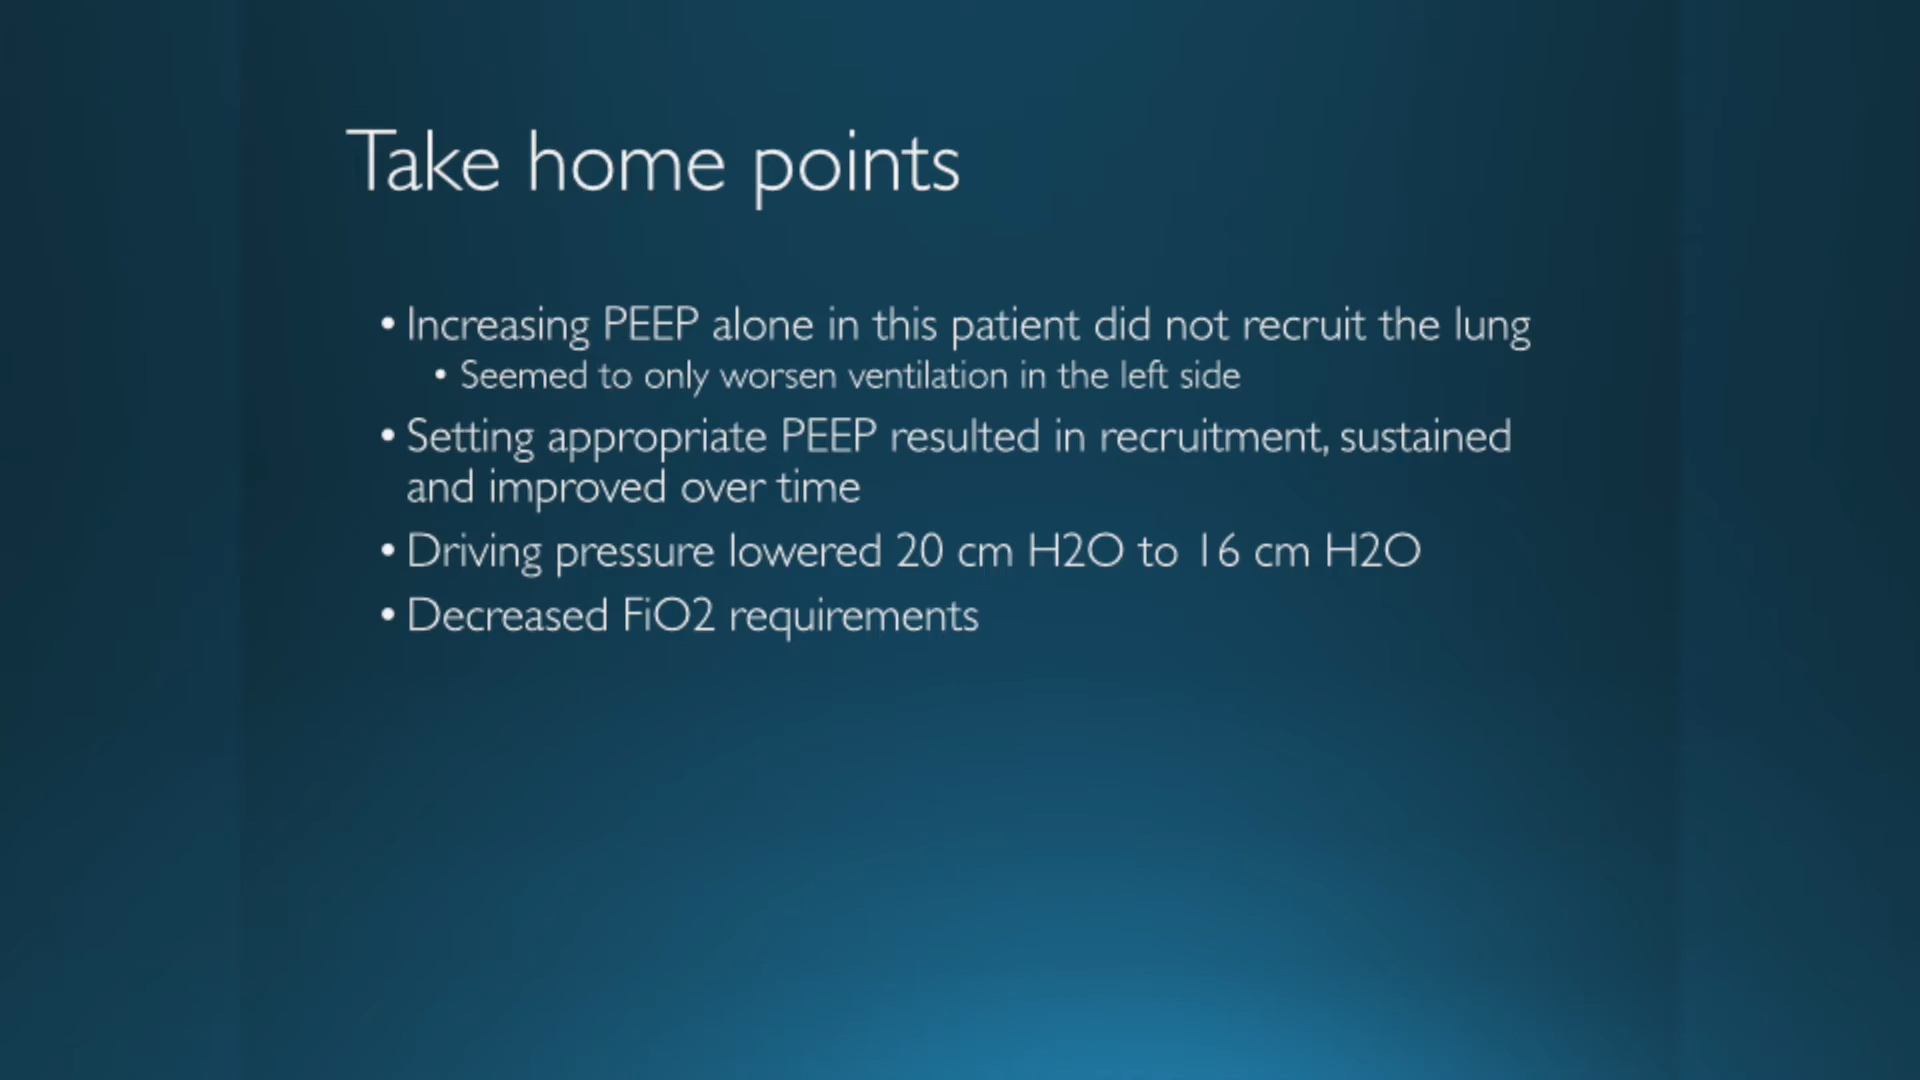 Take home points
• Increasing PEEP alone in this patient did not recruit the lung
• Seemed to only worsen ventilation in the left side
• Setting appropriate PEEP resulted in recruitment, sustained
and improved over time
• Driving pressure lowered 20 cm H2O to 16 cm H2O
• Decreased FiO2 requirements